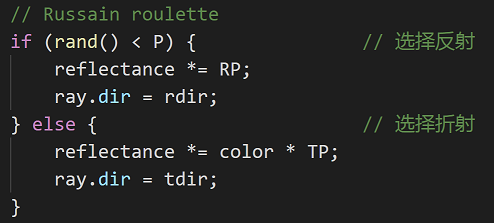 // Russain roulette
if (rand() < P) {                // 选择反射
    reflectance *= RP;
    ray.dir = rdir;
} else {                         // 选择折射
    reflectance *= color * TP;
    ray.dir = tdir;
}